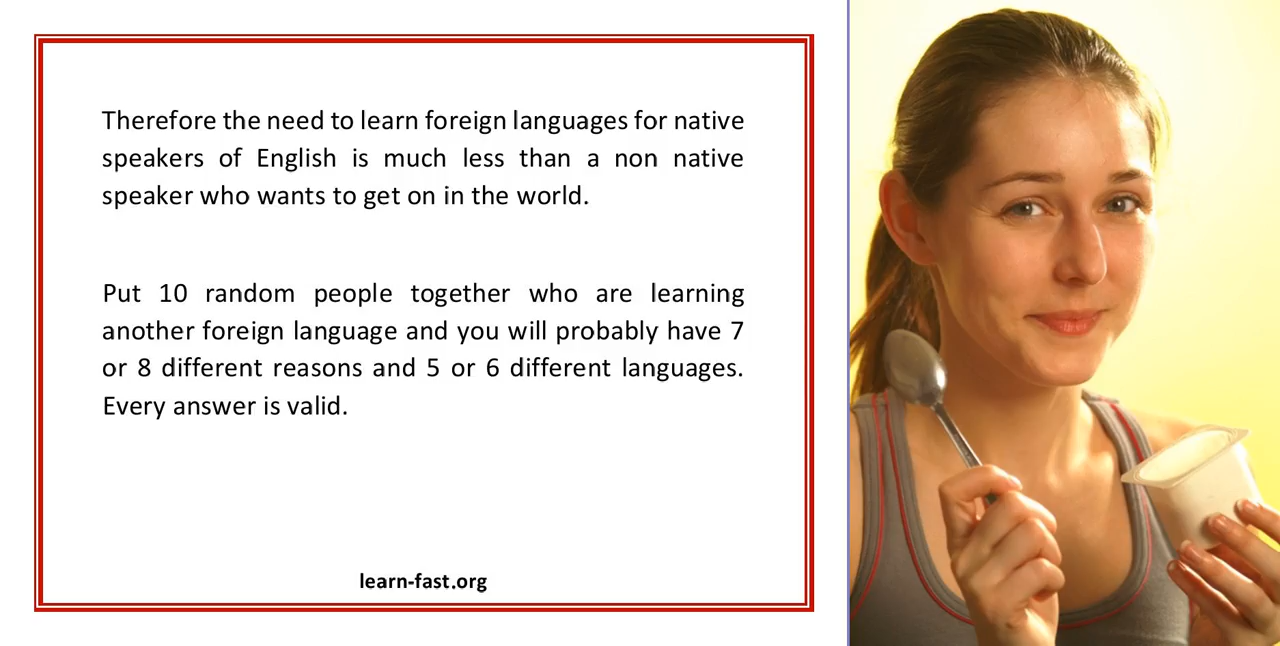 Therefore the need to learn foreign languages for native
speakers of English is much less than a non native
speaker who wants to get on in the world.
Put 10 random people together who are learning
another foreign language and you will probably have 7
or 8 different reasons and 5 or 6 different languages.
Every answer is valid.
learn-fast.org